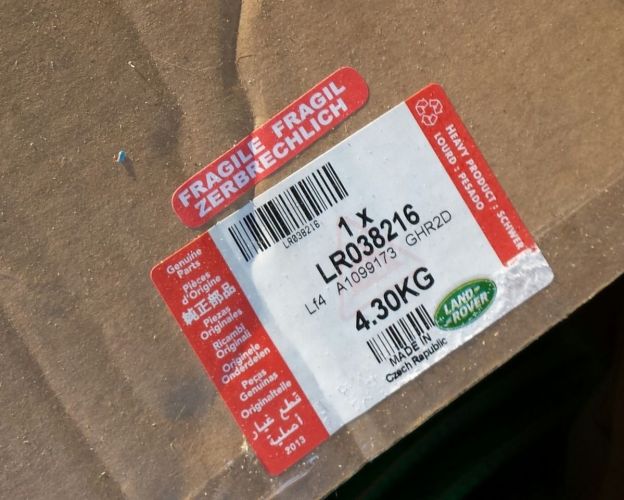 FRAGILE FRAGIL
ZERBRECHLICH
HEAVY PRODUCT : SCHWER
LOURD : PESADO
LR038216
1 x
LR038216
Lf4 A1099173 GHR2D
4.30KG
MADE IN
Czech Republic
LAND
ROVER
Genuine
Parts
Pièces
d'Origine
純正部品
Piezas
Originales
Ricambi
Originali
Originele
Onderdelen
Peças
Genuinas
Originalteile
قطع غيار
أصلية
2013